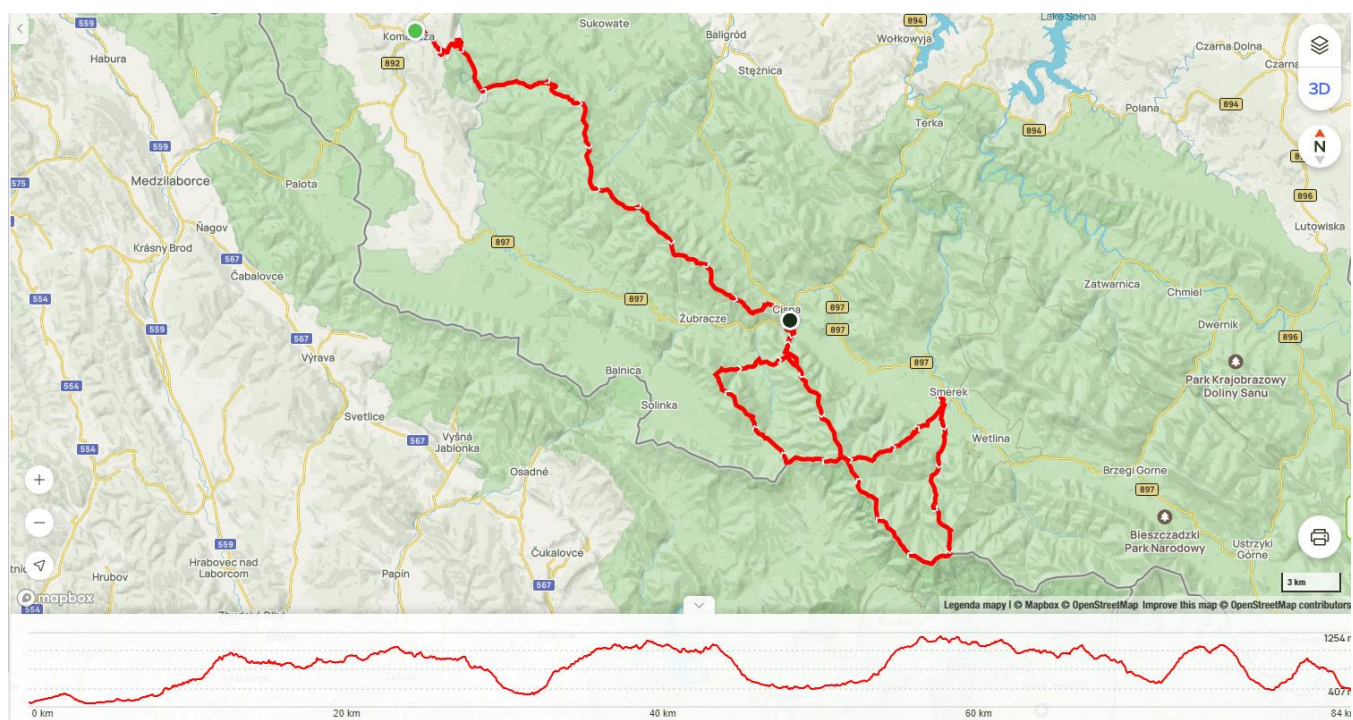 559
Sukowate
894
Lake Solina
Habura
892
Baligród
Wołkowyja
Czarna Dolna
Stężnica
3D
Polana
894
Terka
894
N
559
575
Medzilaborce
Palota
896
Lutowiska
Ňagov
Krásny Brod
897
567
Čabalovce
Zatwarnica
Chmiel
554
897
897
Cisna
Żubracze
897
Dwernik
559
896
Výrava
Balnica
897
Park Krajobrazowy
Doliny Sanu
554
Smerek
Solinka
Svetlice
567
Vyšná
Jablonka
Wetlina
554
Osadné
Brzegi Gorne
897
Bieszczadzki
Park Narodowy
559
Čukalovce
Ustrzyki
Górne
Hrabovec nad
Laborcom
Hrubov
Papín
567
3 km
mapbox
554
Legenda mapy | © Mapbox © OpenStreetMap Improve this map © OpenStreetMap contributors
1254 m
407 m
0 km
20 km
40 km
60 km
84 km